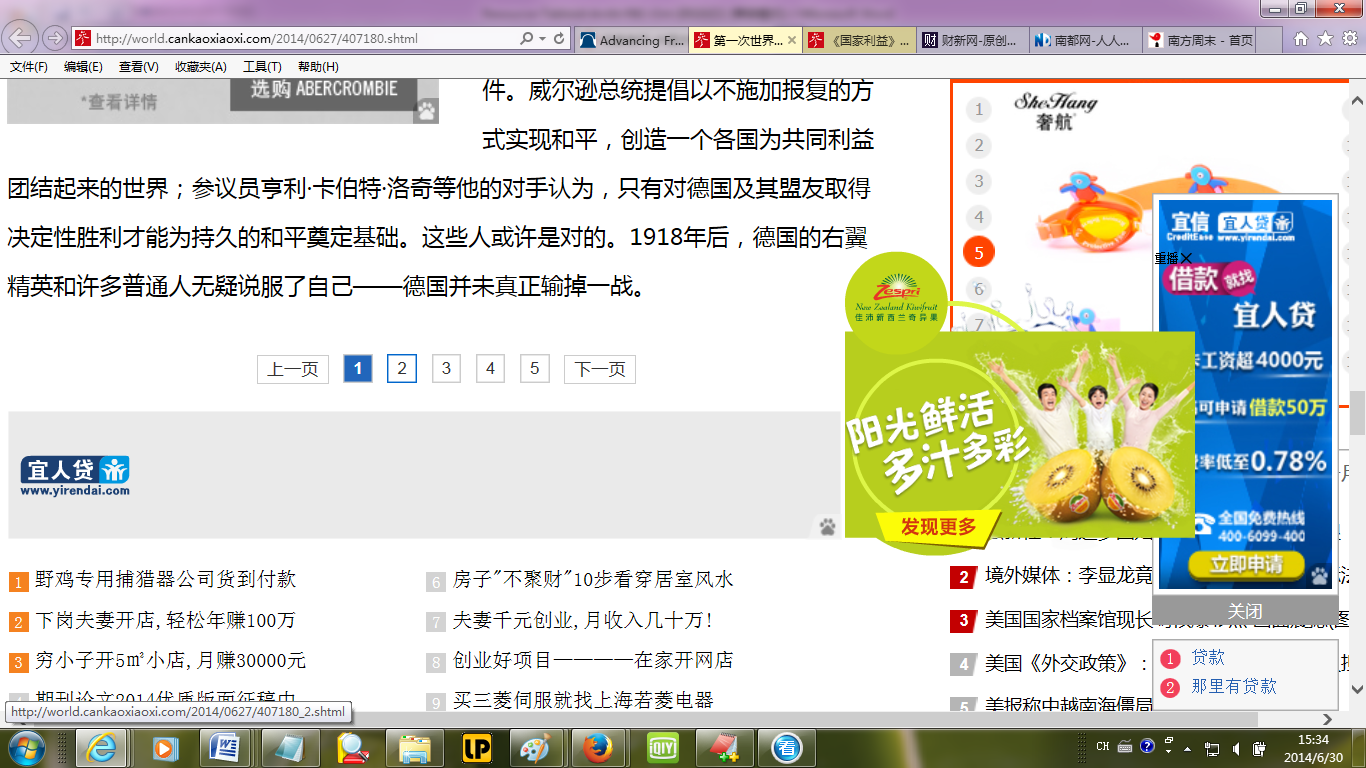 http://world.cankaoxiaoxi.com/2014/0627/407180.shtml
Advancing Fr...
第一次世界...
《国家利益》...
财新网-原创...
南都网-人人...
南方周末 - 首页
文件(F) 编辑(E) 查看(V) 收藏夹(A) 工具(T) 帮助(H)
*查看详情
选购 ABERCROMBIE
件。威尔逊总统提倡以不施加报复的方
式实现和平，创造一个各国为共同利益
团结起来的世界；参议员亨利·卡伯特·洛奇等他的对手认为，只有对德国及其盟友取得
决定性胜利才能为持久的和平奠定基础。这些人或许是对的。1918年后，德国的右翼
精英和许多普通人无疑说服了自己——德国并未真正输掉一战。
上一页 1 2 3 4 5 下一页
宜人贷
www.yirendai.com
1 野鸡专用捕猎器公司货到付款
2 下岗夫妻开店,轻松年赚100万
3 穷小子开5㎡小店,月赚30000元
4 期刊论文2014优质版面征稿中
6 房子"不聚财"10步看穿居室风水
7 夫妻千元创业,月收入几十万!
8 创业好项目————在家开网店
9 买三菱伺服就找上海若菱电器
http://world.cankaoxiaoxi.com/2014/0627/407180_2.shtml
SheHang
奢航
1
2
3
4
5
6
7
Zespri
New Zealand Kiwifruit
佳沛新西兰奇异果
阳光鲜活
多汁多彩
发现更多
宜信 宜人贷
CreditEase www.yirendai.com
重播
借款就找
宜人贷
工资超4000元
可申请借款50万
率低至0.78%
全国免费热线
400-6099-400
立即申请
关闭
2 境外媒体：李显龙竟
3 美国国家档案馆现长
4 美国《外交政策》：
5 美报称中越南海僵局
1 贷款
2 那里有贷款
CH
15:34
2014/6/30